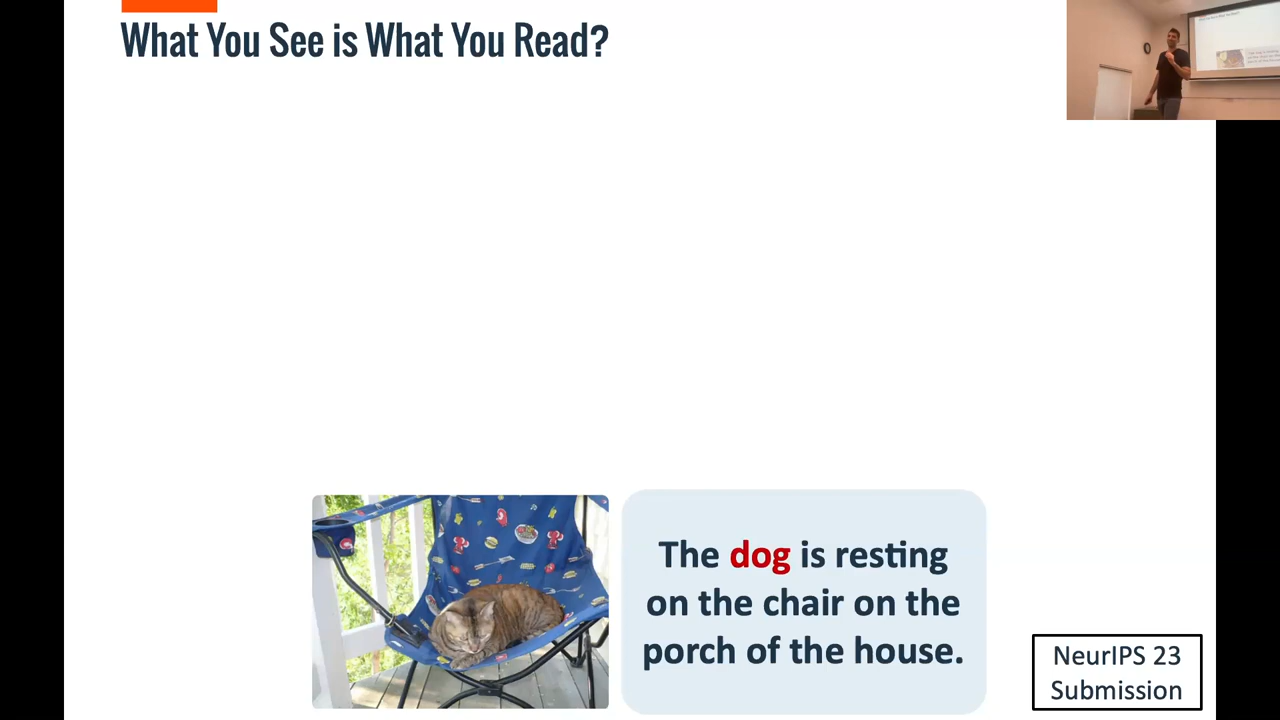 What You See is What You Read?
The dog is resting
on the chair on the
porch of the house.
NeurIPS 23
Submission